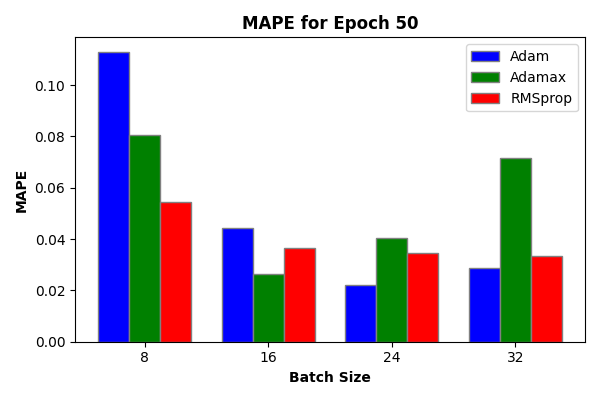 MAPE for Epoch 50
Adam
Adamax
RMSprop
MAPE
0.10
0.08
0.06
0.04
0.02
0.00
8 16 24 32
Batch Size